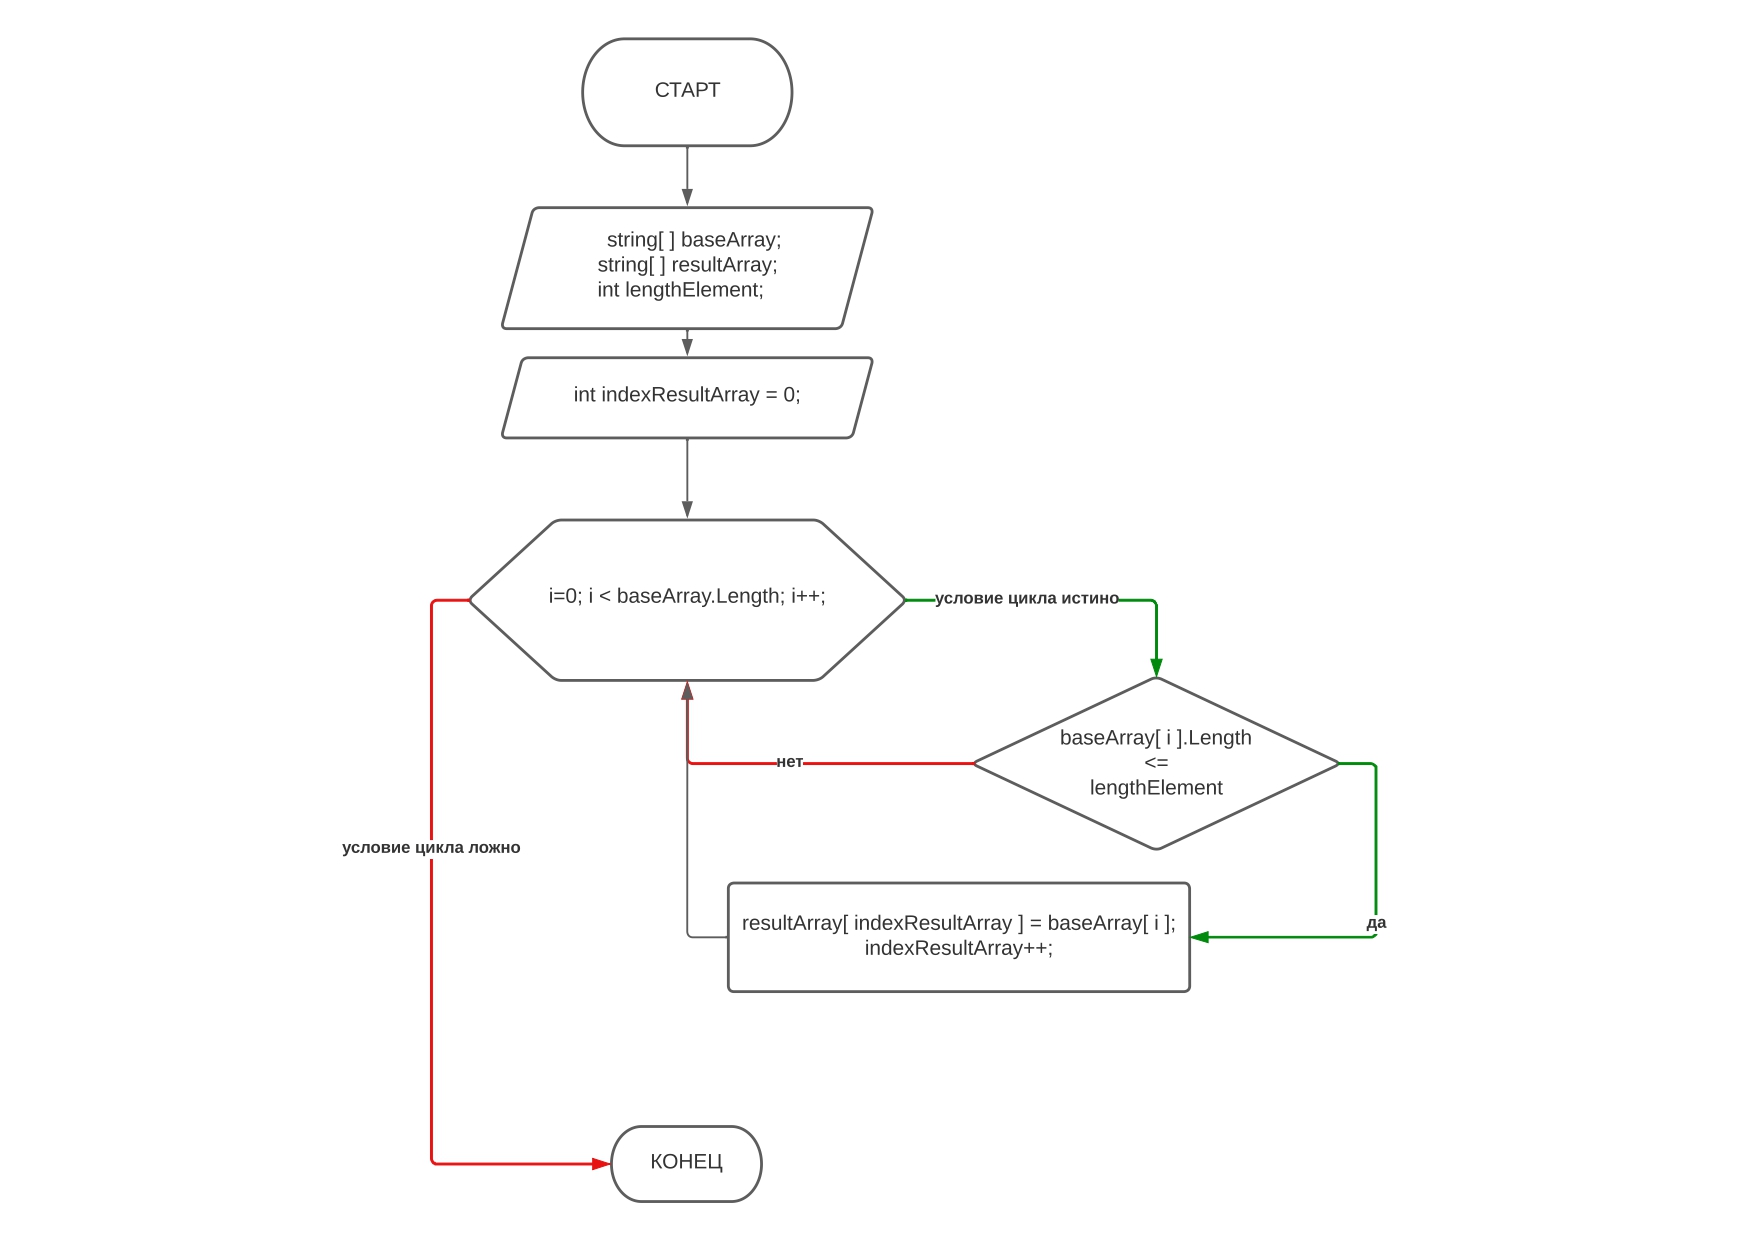 СТАРТ
string[ ] baseArray;
string[ ] resultArray;
int lengthElement;
int indexResultArray = 0;
i=0; i < baseArray.Length; i++;
условие цикла истино
baseArray[ i ].Length
<=
lengthElement
нет
условие цикла ложно
да
resultArray[ indexResultArray ] = baseArray[ i ];
indexResultArray++;
КОНЕЦ